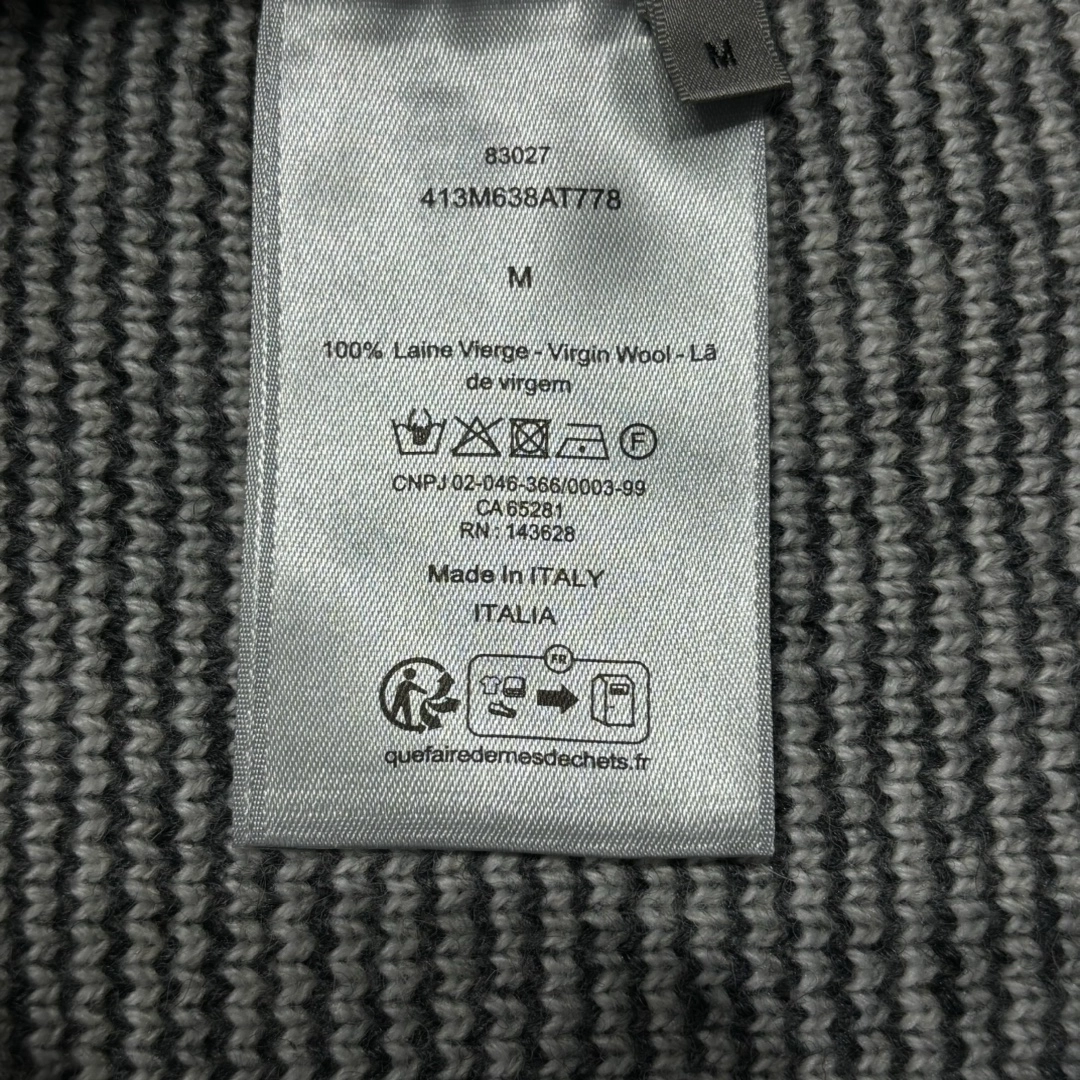 M
83027
413M638AT778
M
100% Laine Vierge - Virgin Wool - Lã
de virgem
F
CNPJ 02-046-366/0003-99
CA 65281
RN : 143628
Made In ITALY
ITALIA
FR
quefairedemesdechets.fr